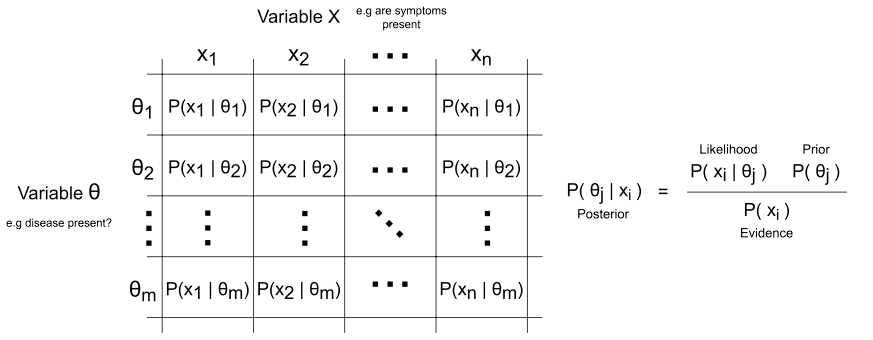 Variable X e.g are symptoms present
x1 x2 ... xn
θ1 P(x1 | θ1) P(x2 | θ1) ... P(xn | θ1)
θ2 P(x1 | θ2) P(x2 | θ2) ... P(xn | θ2)
Variable θ
e.g disease present?
θm P(x1 | θm) P(x2 | θm) ... P(xn | θm)
Likelihood Prior
P( xi | θj ) P( θj )
P( θj | xi ) =
Posterior
P( xi )
Evidence